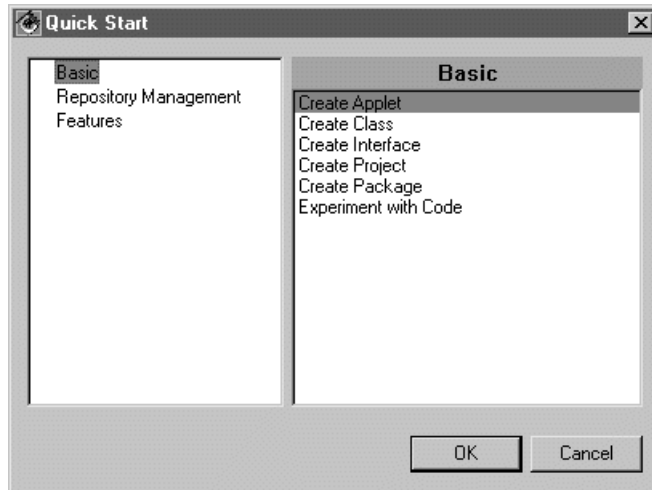 Quick Start
Basic
Repository Management
Features
Basic
Create Applet
Create Class
Create Interface
Create Project
Create Package
Experiment with Code
OK
Cancel